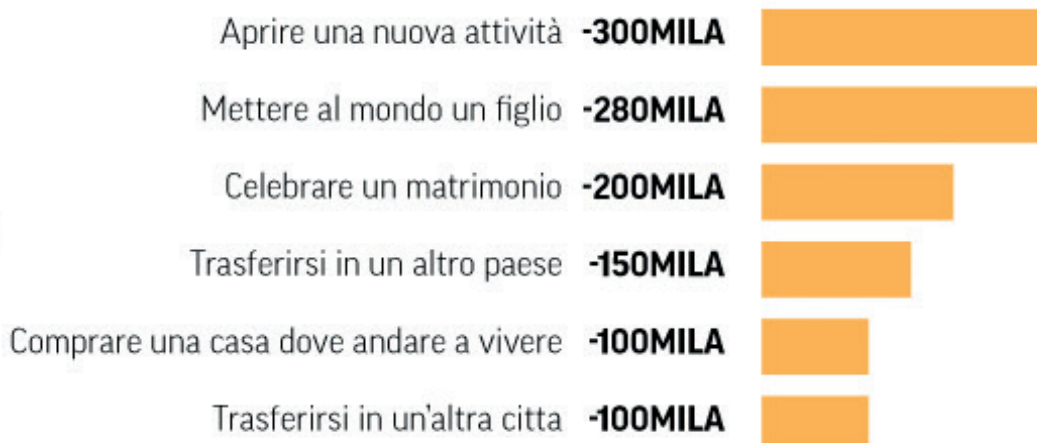 Aprire una nuova attività -300MILA
Mettere al mondo un figlio -280MILA
Celebrare un matrimonio -200MILA
Trasferirsi in un altro paese -150MILA
Comprare una casa dove andare a vivere -100MILA
Trasferirsi in un'altra citta -100MILA